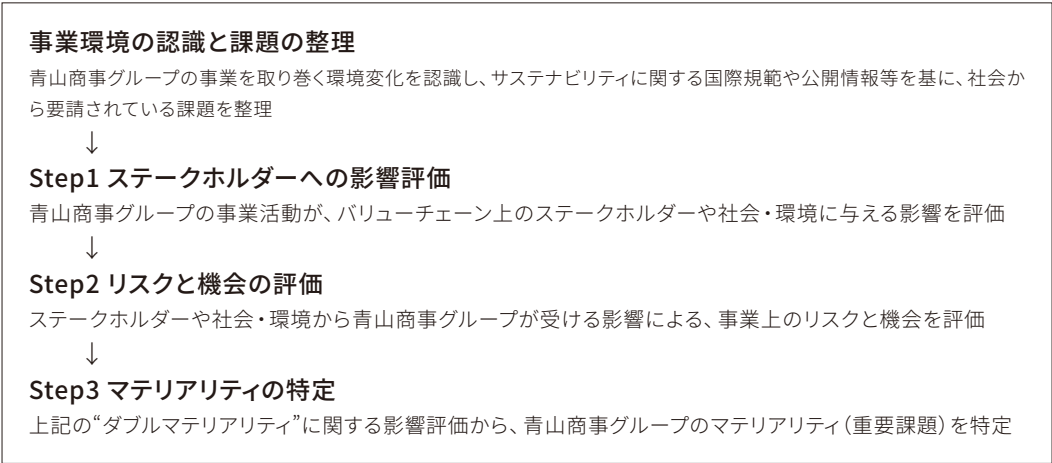 事業環境の認識と課題の整理
青山商事グループの事業を取り巻く環境変化を認識し、サステナビリティに関する国際規範や公開情報等を基に、社会か
ら要請されている課題を整理
↓
Step1 ステークホルダーへの影響評価
青山商事グループの事業活動が、バリューチェーン上のステークホルダーや社会・環境に与える影響を評価
↓
Step2 リスクと機会の評価
ステークホルダーや社会・環境から青山商事グループが受ける影響による、事業上のリスクと機会を評価
↓
Step3 マテリアリティの特定
上記の“ダブルマテリアリティ”に関する影響評価から、青山商事グループのマテリアリティ（重要課題）を特定